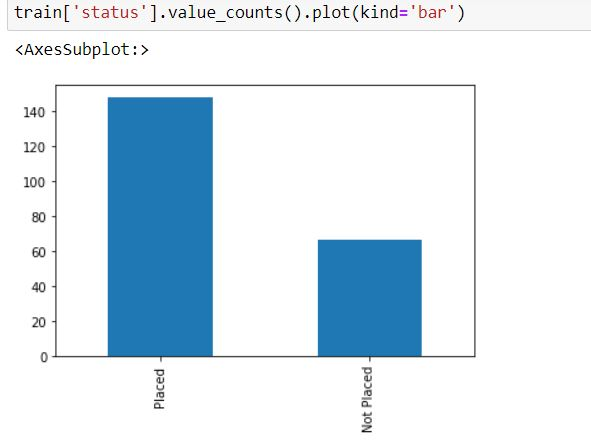 train['status'].value_counts().plot(kind='bar')
<AxesSubplot:>
140
120
100
80
60
40
20
0
Placed
Not Placed